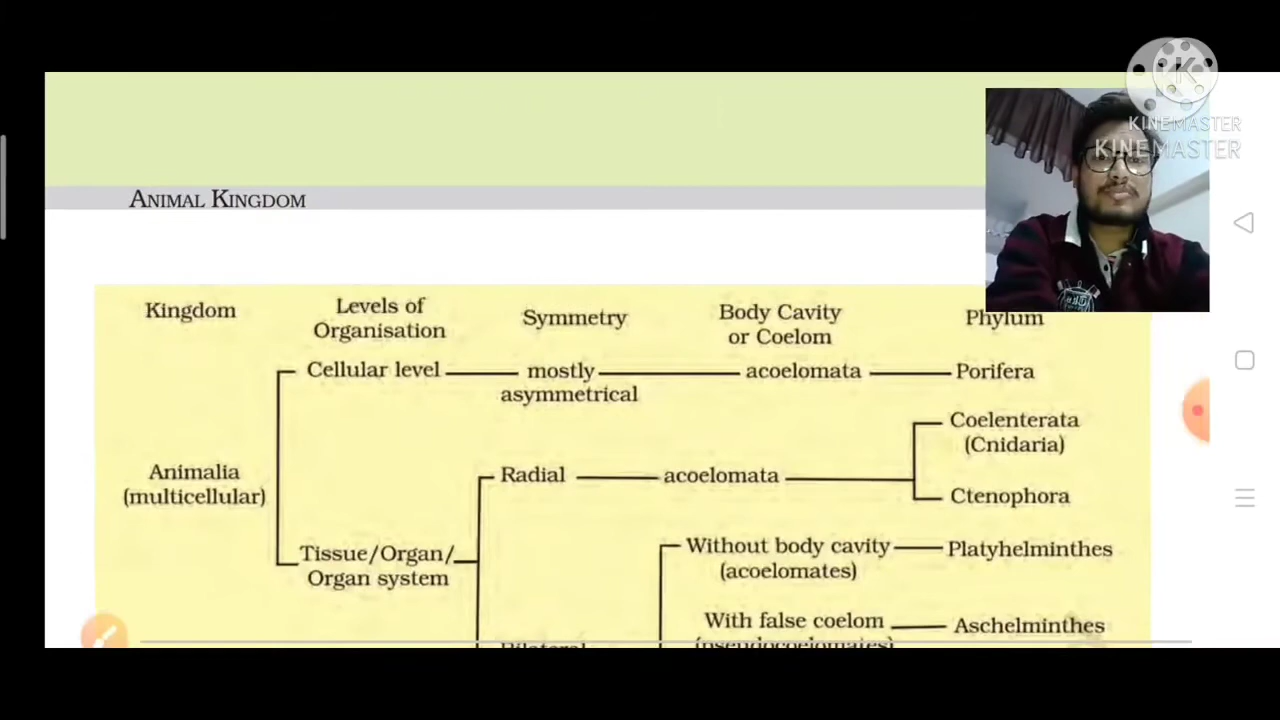 KINEMASTER
KINEMASTER
ANIMAL KINGDOM
Kingdom
Levels of
Organisation
Symmetry
Body Cavity
or Coelom
Phylum
Cellular level
mostly
asymmetrical
acoelomata
Porifera
Animalia
(multicellular)
Tissue/Organ/
Organ system
Radial
acoelomata
Coelenterata
(Cnidaria)
Ctenophora
Without body cavity
(acoelomates)
Platyhelminthes
With false coelom
(pseudocoelomates)
Aschelminthes
Bilateral